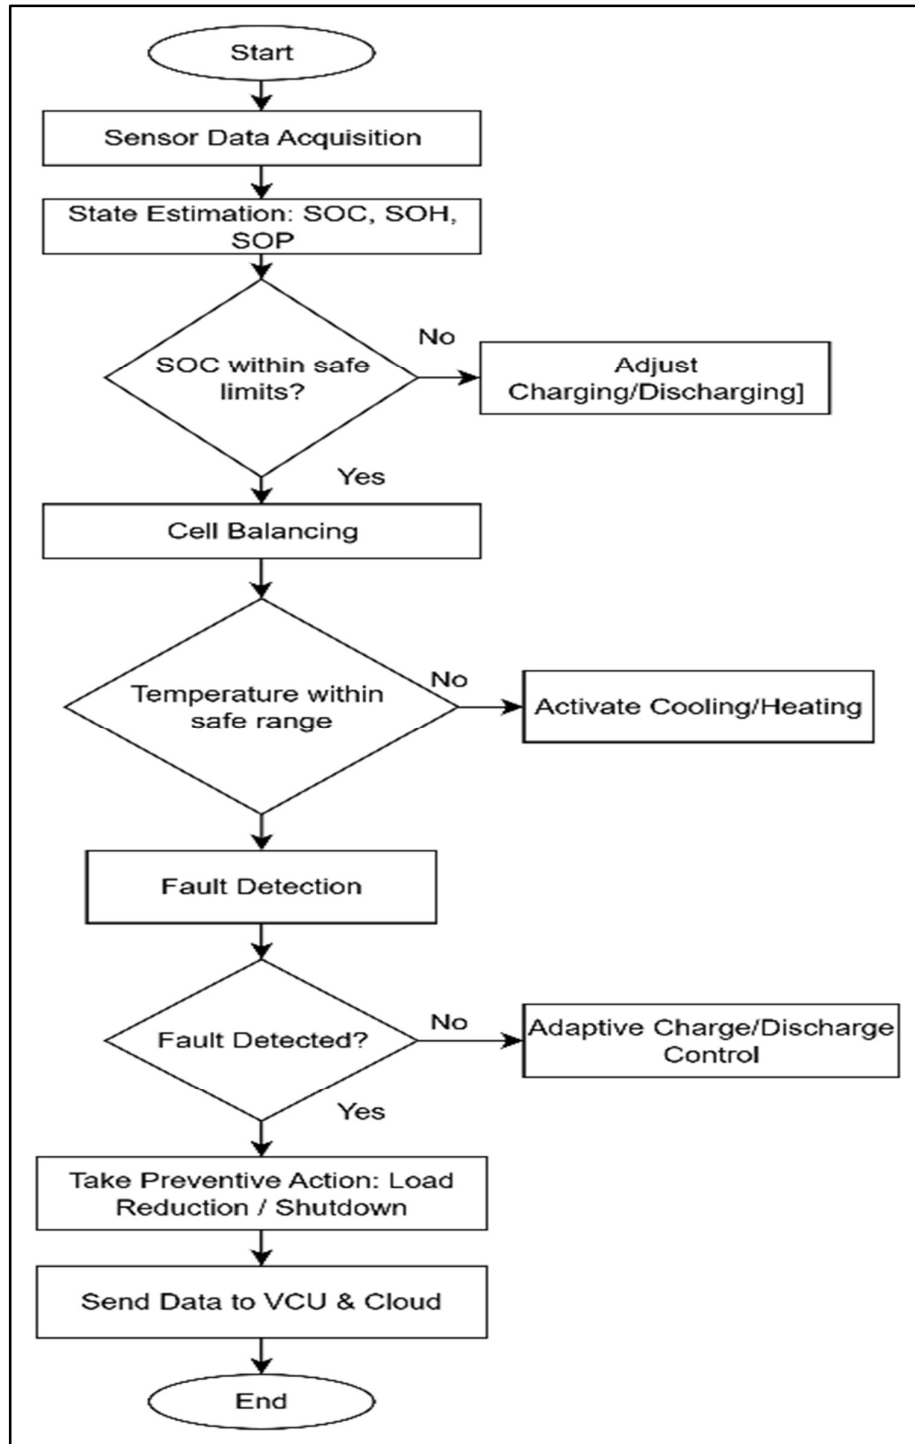 Start
Sensor Data Acquisition
State Estimation: SOC, SOH,
SOP
SOC within safe
limits?
No
Adjust
Charging/Discharging]
Yes
Cell Balancing
Temperature within
safe range
No
Activate Cooling/Heating
Fault Detection
Fault Detected?
No
Adaptive Charge/Discharge
Control
Yes
Take Preventive Action: Load
Reduction / Shutdown
Send Data to VCU & Cloud
End